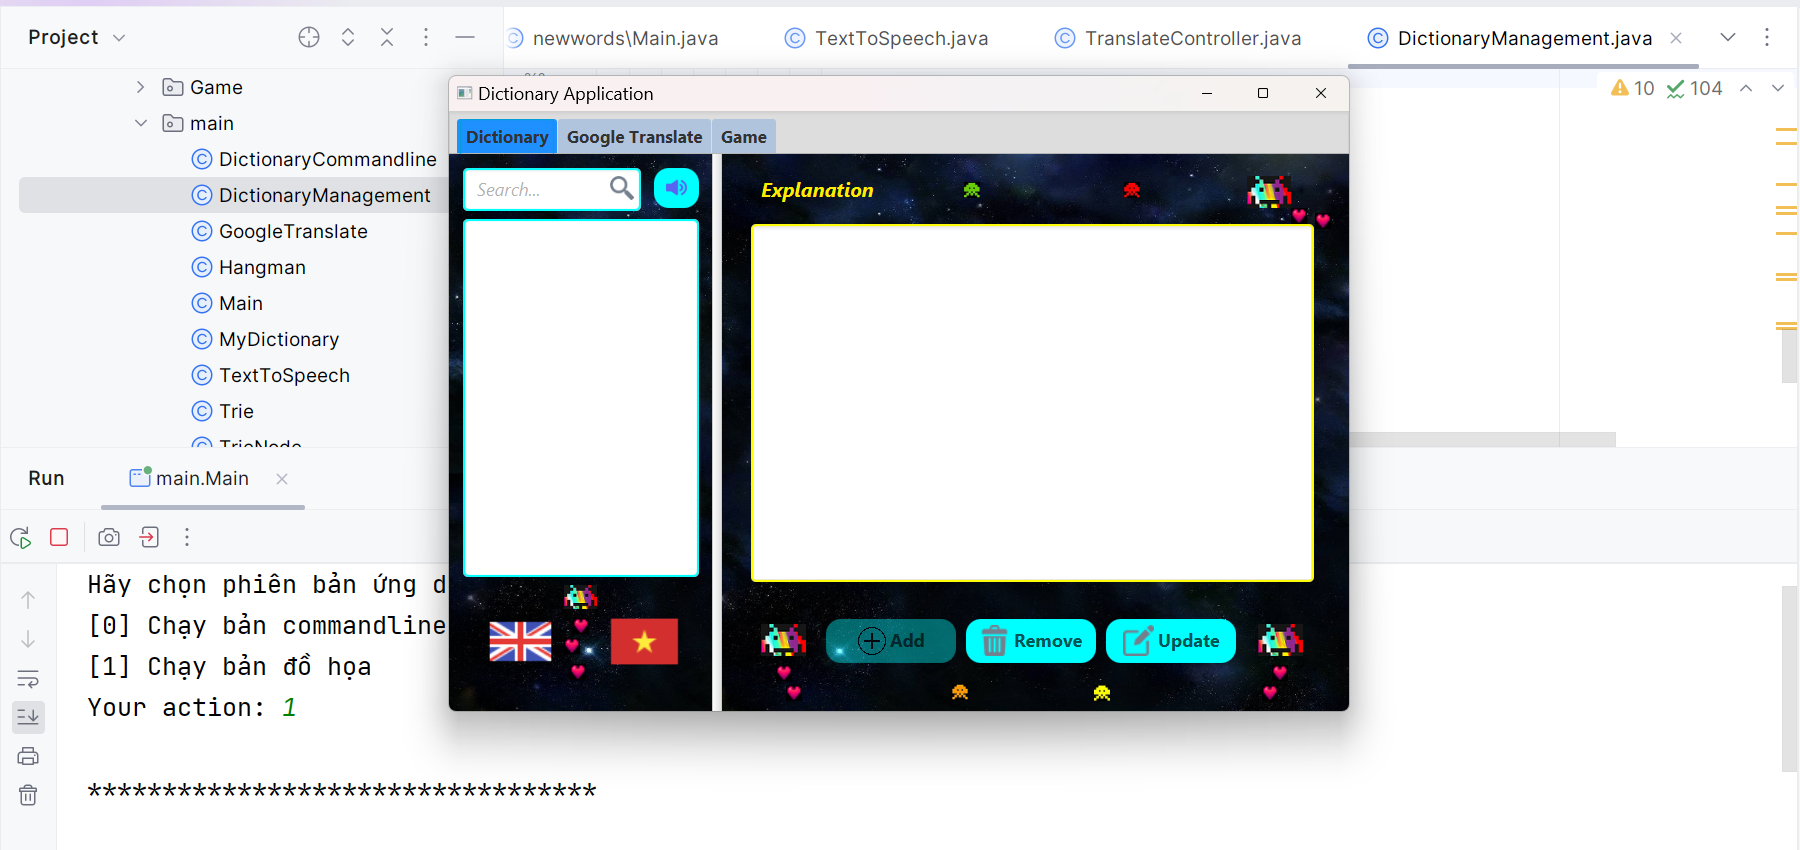 Project
newwords\Main.java
TextToSpeech.java
TranslateController.java
DictionaryManagement.java
10
104
Game
main
DictionaryCommandline
DictionaryManagement
GoogleTranslate
Hangman
Main
MyDictionary
TextToSpeech
Trie
TrieNode
Dictionary Application
Dictionary
Google Translate
Game
Search...
Explanation
Add
Remove
Update
Run
main.Main
Hãy chọn phiên bản ứng d
[0] Chạy bản commandline
[1] Chạy bản đồ họa
Your action: 1
**********************************